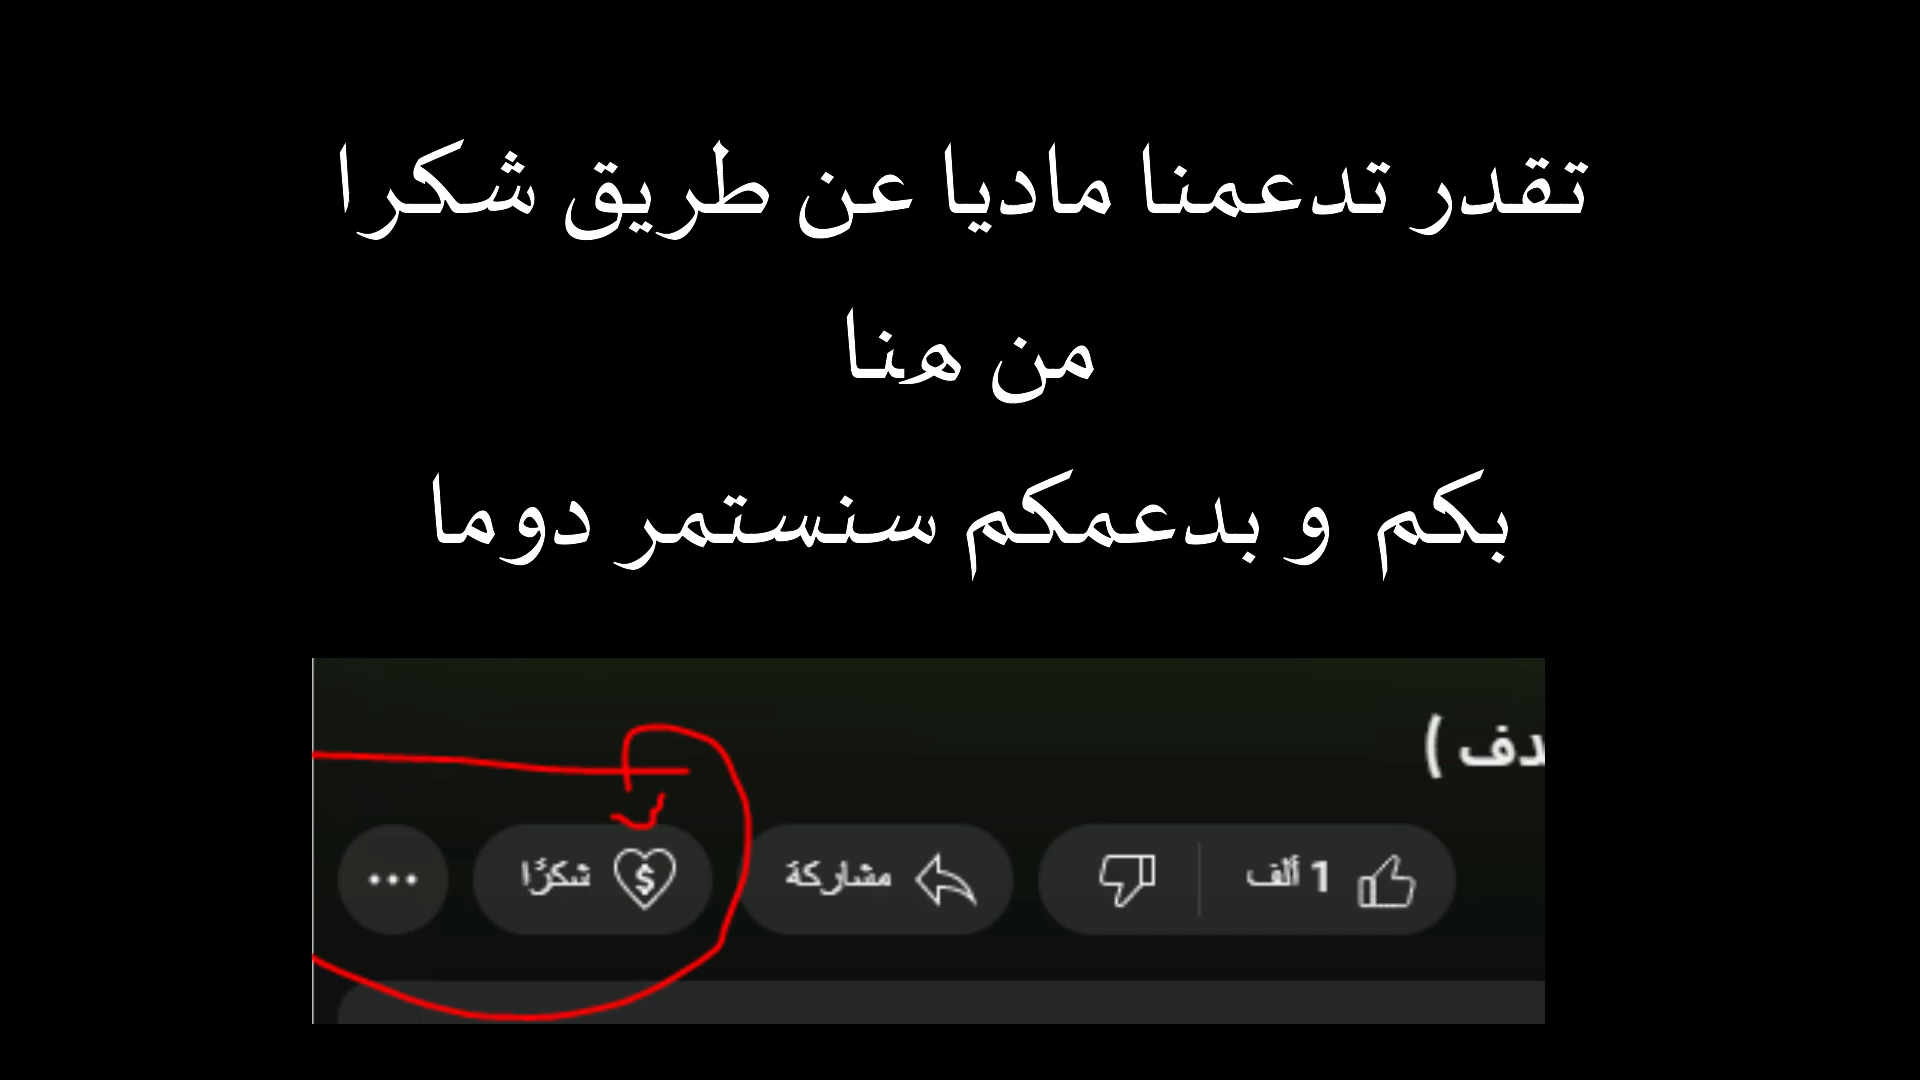 تقدر تدعمنا ماديا عن طريق شكرا
من هنا
بكم و بدعمكم سنستمر دوما
دف )
1 ألف
مشاركة
شكرًا